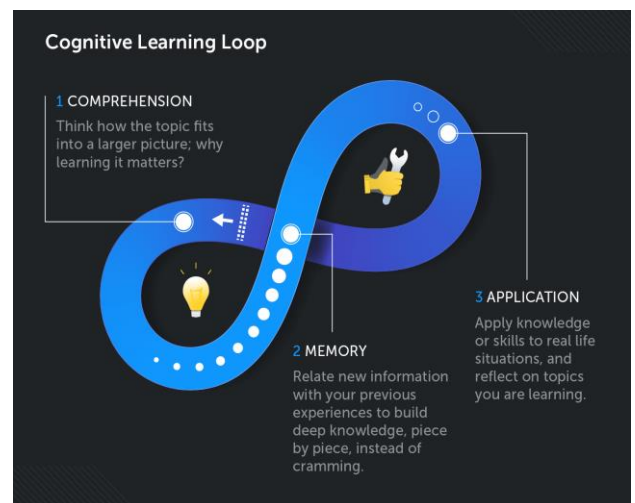 Cognitive Learning Loop
1 COMPREHENSION
Think how the topic fits
into a larger picture; why
learning it matters?
2 MEMORY
Relate new information
with your previous
experiences to build
deep knowledge, piece
by piece, instead of
cramming.
3 APPLICATION
Apply knowledge
or skills to real life
situations, and
reflect on topics
you are learning.